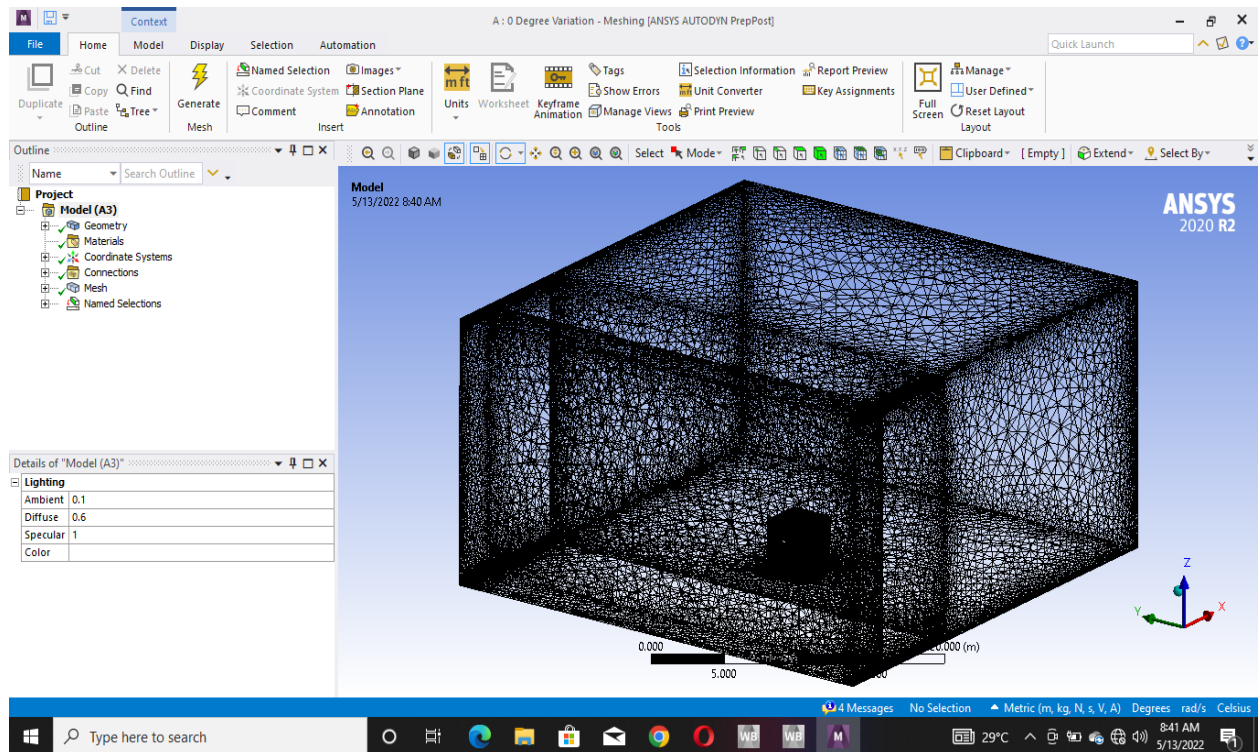 Context
A : 0 Degree Variation - Meshing [ANSYS AUTODYN PrepPost]
File Home Model Display Selection Automation
Quick Launch
Duplicate
Cut
Copy
Paste
Delete
Find
Tree
Outline
Generate
Mesh
Named Selection
Coordinate System
Comment
Images
Section Plane
Annotation
Insert
Units
Worksheet
Keyframe
Animation
Tags
Show Errors
Manage Views
Selection Information
Unit Converter
Print Preview
Report Preview
Key Assignments
Tools
Full
Screen
Manage
User Defined
Reset Layout
Layout
Outline
Name Search Outline
Select Mode Clipboard [ Empty ] Extend Select By
Project
Model (A3)
Geometry
Materials
Coordinate Systems
Connections
Mesh
Named Selections
Details of "Model (A3)"
Lighting
Ambient 0.1
Diffuse 0.6
Specular 1
Color
Model
5/13/2022 8:40 AM
ANSYS
2020 R2
Z
Y
X
0.000
5.000
(m)
4 Messages No Selection Metric (m, kg, N, s, V, A) Degrees rad/s Celsius
Type here to search
WB WB M
29°C
8:41 AM
5/13/2022